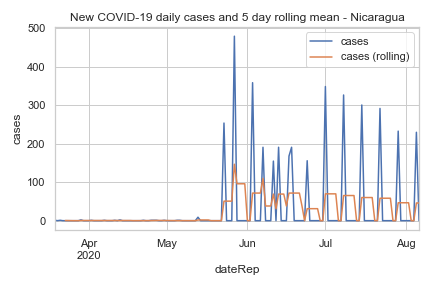 New COVID-19 daily cases and 5 day rolling mean - Nicaragua
cases
cases (rolling)
500
400
300
200
100
0
cases
Apr
2020
May
Jun
Jul
Aug
dateRep